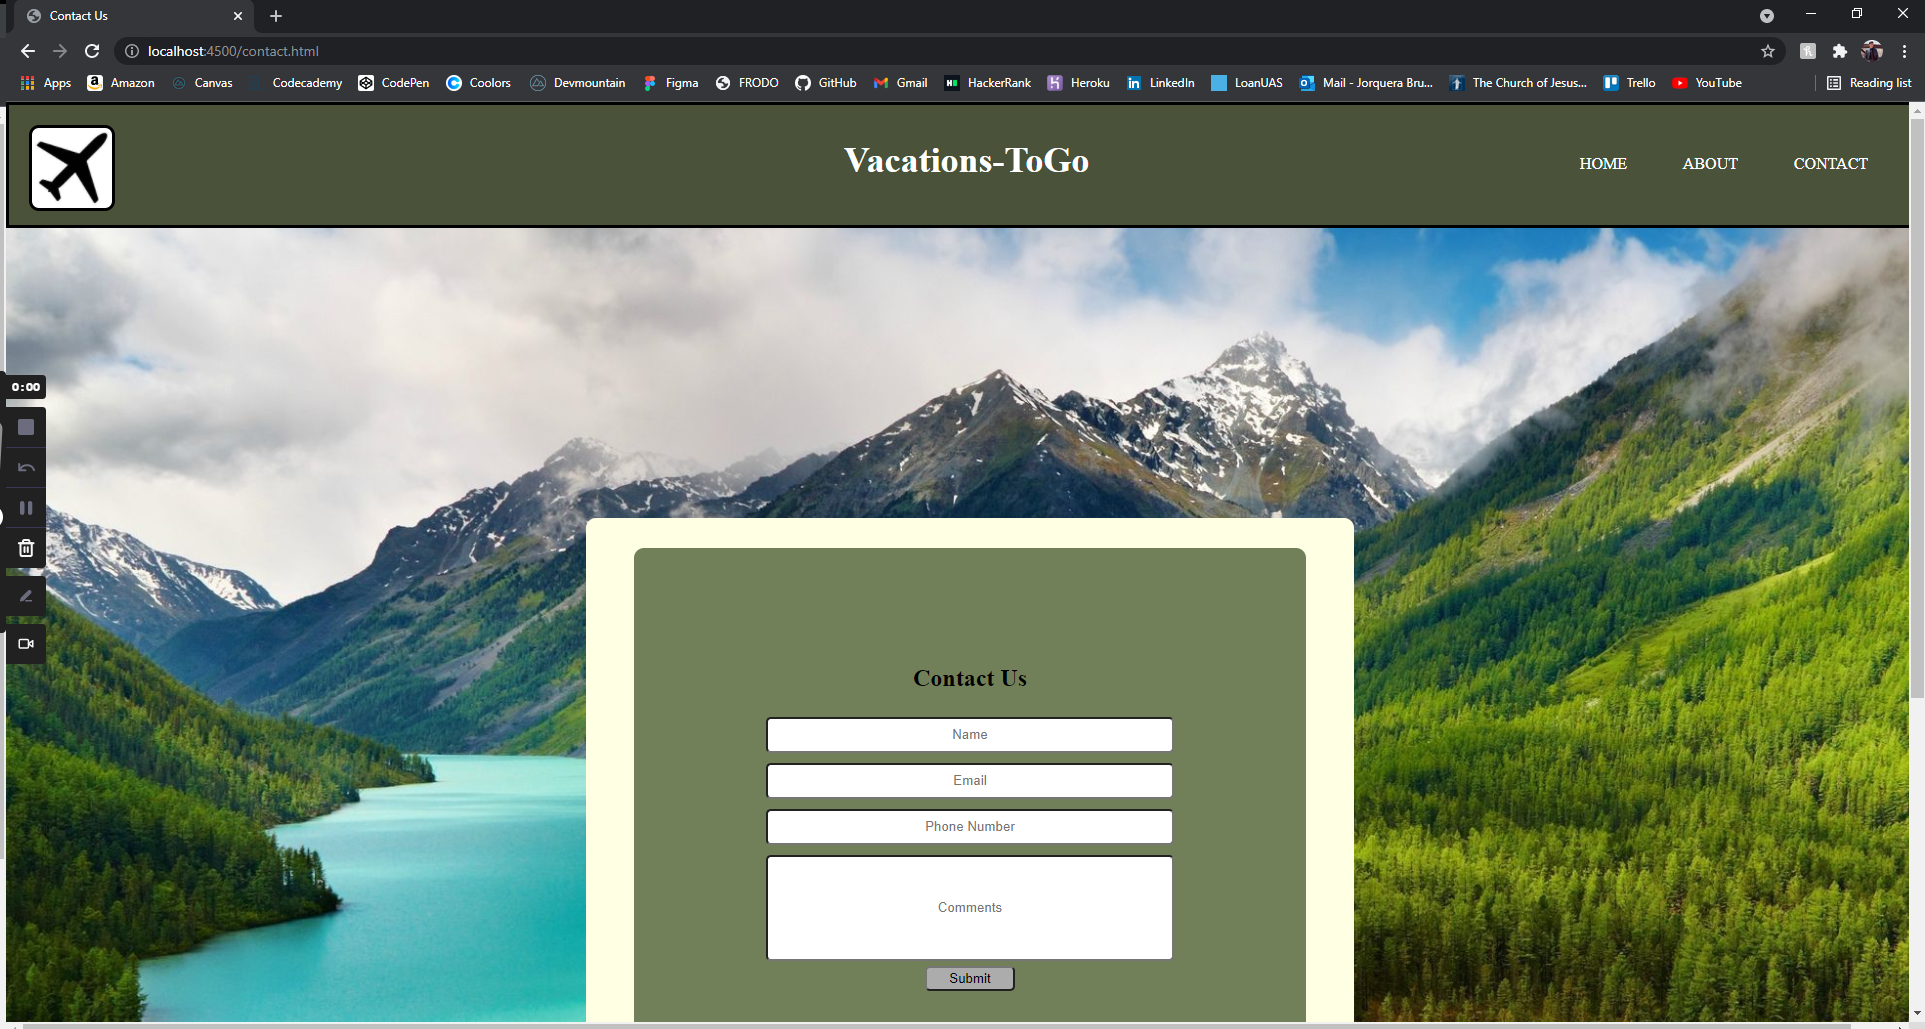 Contact Us
localhost:4500/contact.html
Apps Amazon Canvas Codecademy CodePen Coolors Devmountain Figma FRODO GitHub Gmail HackerRank Heroku LinkedIn LoanUAS Mail - Jorquera Bru... The Church of Jesus... Trello YouTube Reading list
Vacations-ToGo
HOME ABOUT CONTACT
0:00
Contact Us
Name
Email
Phone Number
Comments
Submit